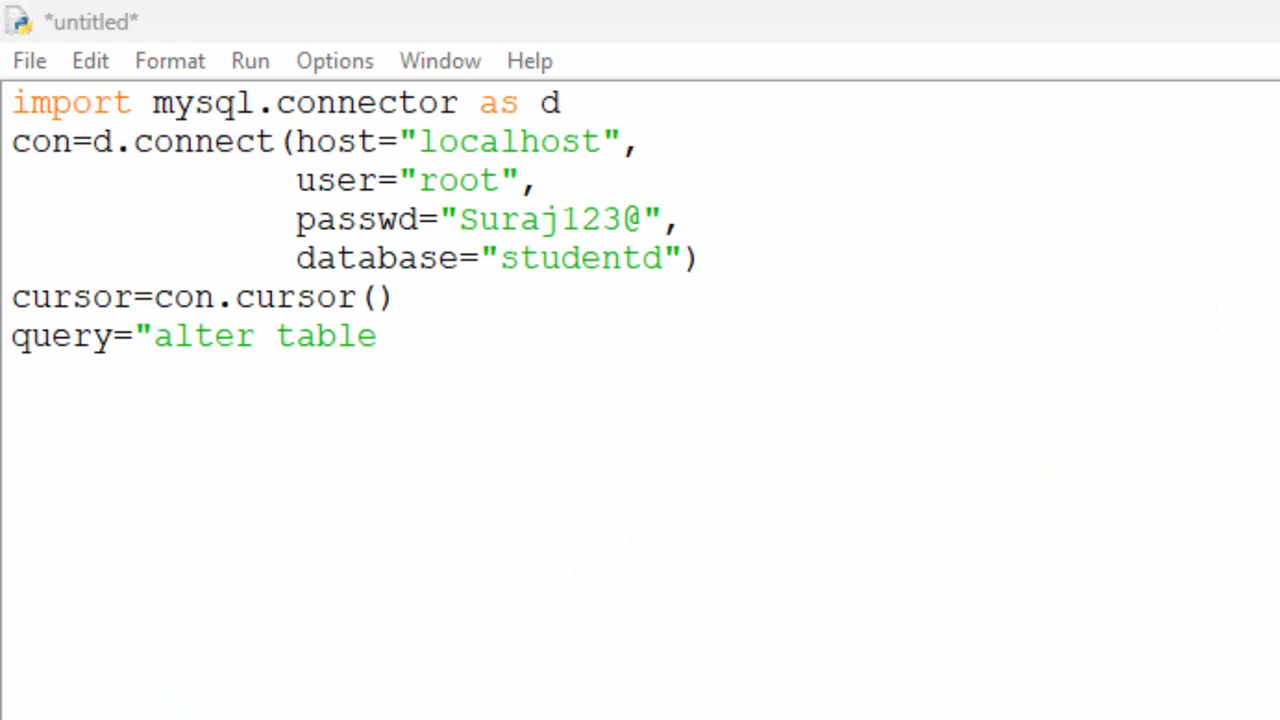 *untitled*
File Edit Format Run Options Window Help
import mysql.connector as d
con=d.connect(host="localhost",
              user="root",
              passwd="Suraj123@",
              database="studentd")
cursor=con.cursor()
query="alter table